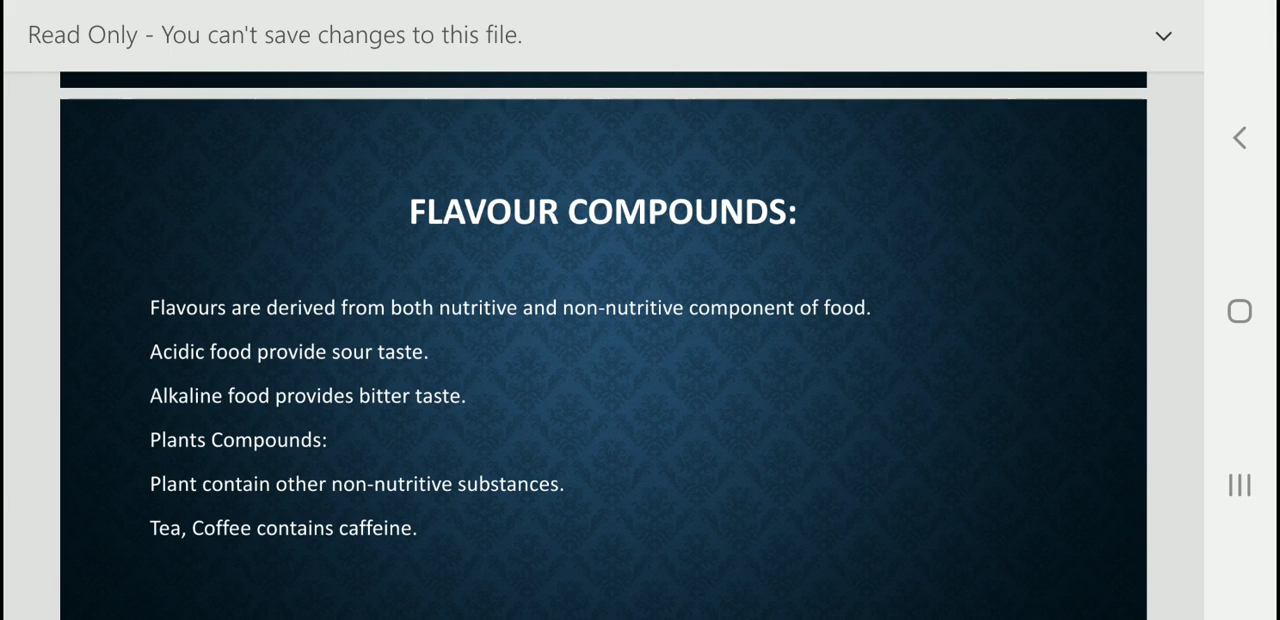 Read Only - You can't save changes to this file.
FLAVOUR COMPOUNDS:
Flavours are derived from both nutritive and non-nutritive component of food.
Acidic food provide sour taste.
Alkaline food provides bitter taste.
Plants Compounds:
Plant contain other non-nutritive substances.
Tea, Coffee contains caffeine.